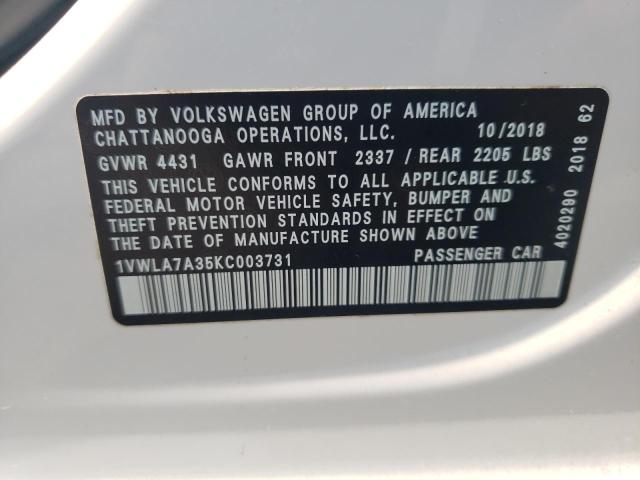 MFD BY VOLKSWAGEN GROUP OF AMERICA
CHATTANOOGA OPERATIONS, LLC. 10/2018
GVWR 4431 GAWR FRONT 2337 / REAR 2205 LBS
THIS VEHICLE CONFORMS TO ALL APPLICABLE U.S.
FEDERAL MOTOR VEHICLE SAFETY, BUMPER AND
THEFT PREVENTION STANDARDS IN EFFECT ON
THE DATE OF MANUFACTURE SHOWN ABOVE
1VWLA7A35KC003731 PASSENGER CAR
4020290 2018 62